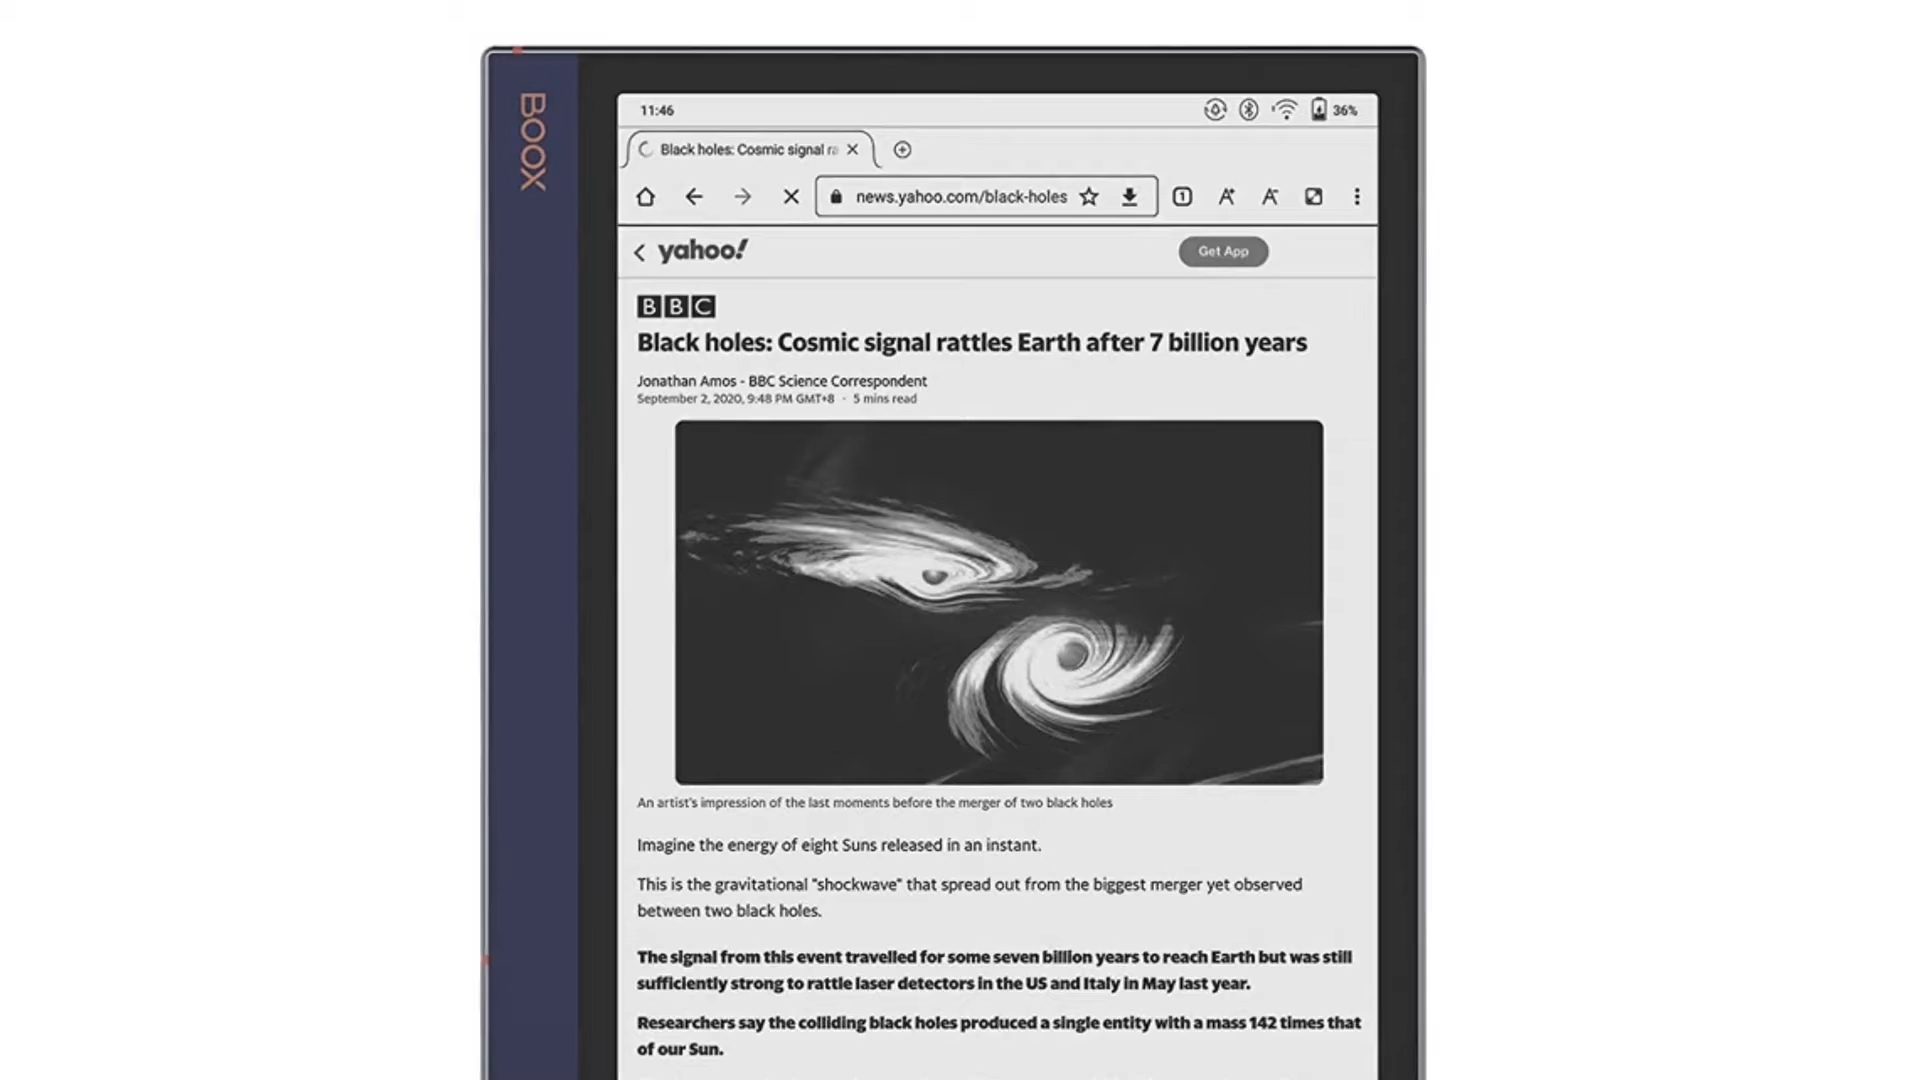 BOOX
11:46
36%
Black holes: Cosmic signal
news.yahoo.com/black-holes
1
yahoo!
Get App
BBC
Black holes: Cosmic signal rattles Earth after 7 billion years
Jonathan Amos - BBC Science Correspondent
September 2, 2020, 9:48 PM GMT+8 · 5 mins read
An artist's impression of the last moments before the merger of two black holes
Imagine the energy of eight Suns released in an instant.
This is the gravitational "shockwave" that spread out from the biggest merger yet observed
between two black holes.
The signal from this event travelled for some seven billion years to reach Earth but was still
sufficiently strong to rattle laser detectors in the US and Italy in May last year.
Researchers say the colliding black holes produced a single entity with a mass 142 times that
of our Sun.